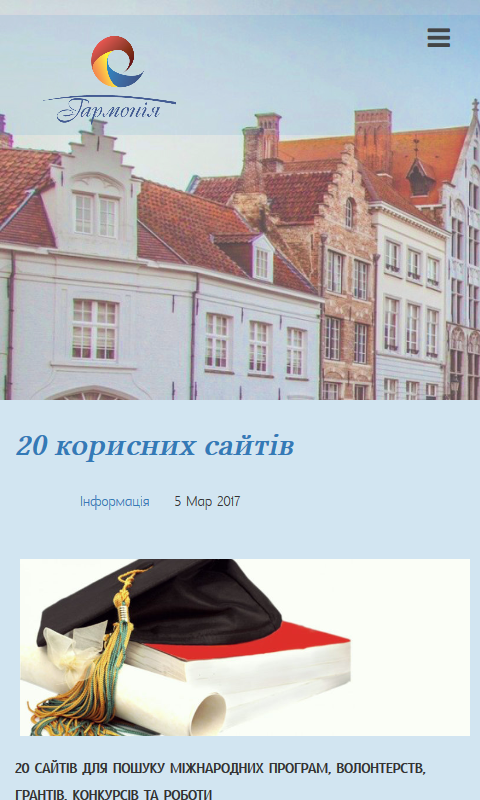 Гармонія
20 корисних сайтів
Інформація 5 Мар 2017
20 САЙТІВ ДЛЯ ПОШУКУ МІЖНАРОДНИХ ПРОГРАМ, ВОЛОНТЕРСТВ,
ГРАНТІВ, КОНКУРСІВ ТА РОБОТИ